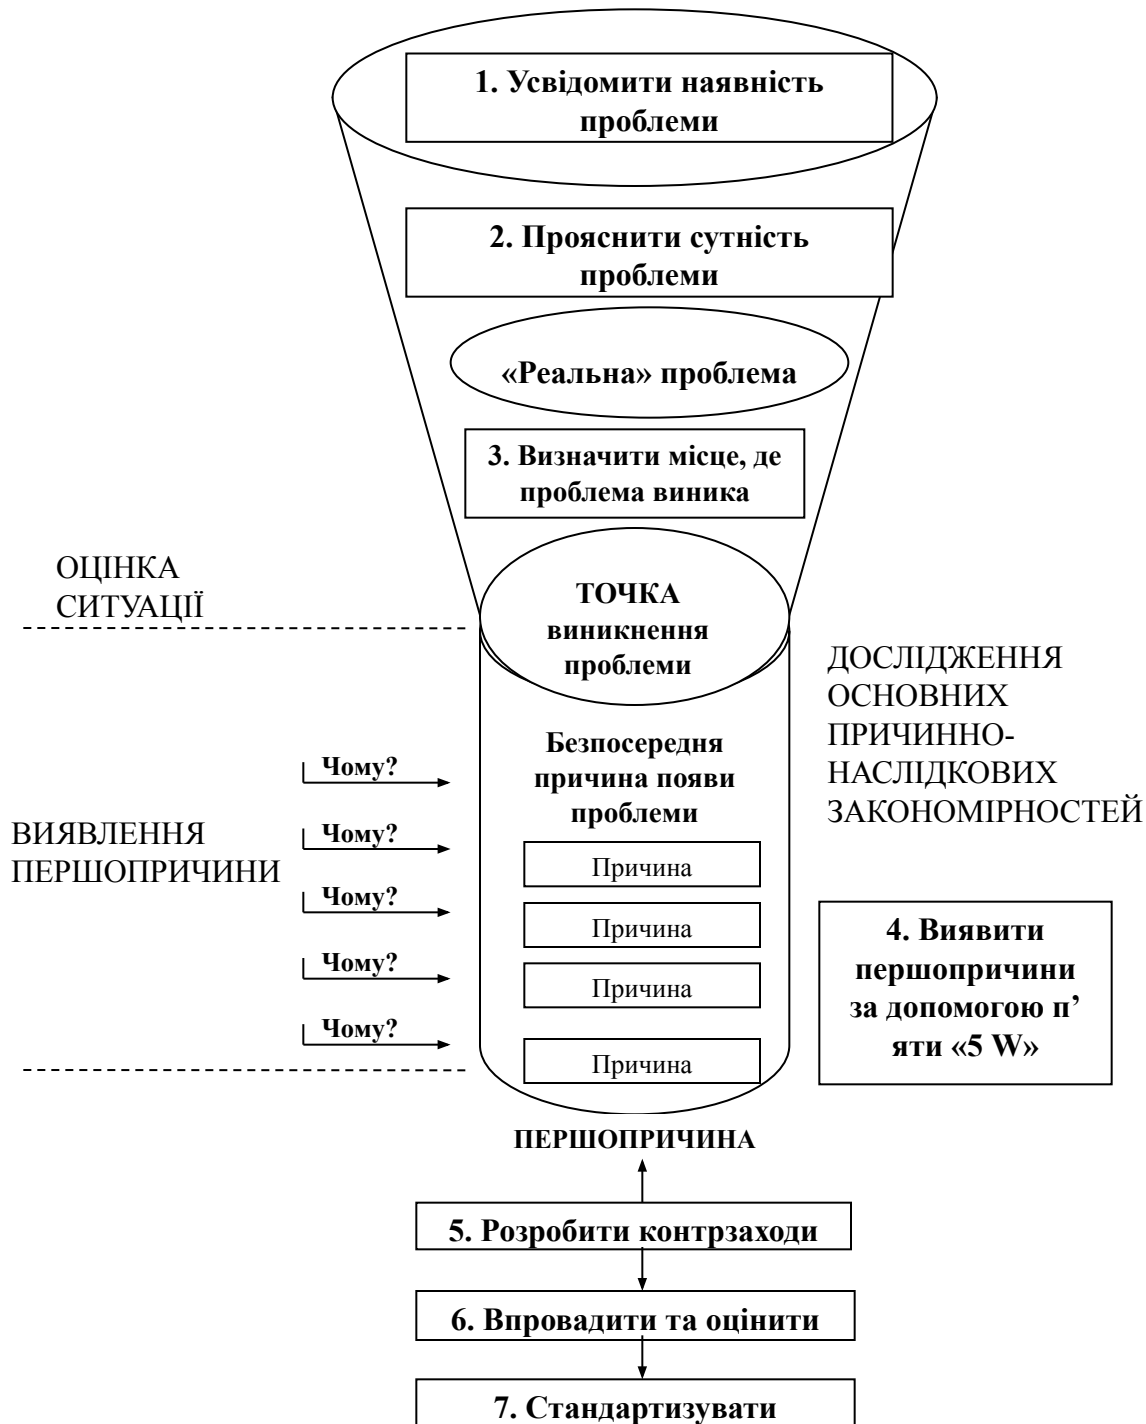 1. Усвідомити наявність
проблеми
2. Прояснити сутність
проблеми
«Реальна» проблема
3. Визначити місце, де
проблема виника
ОЦІНКА
СИТУАЦІЇ
ТОЧКА
виникнення
проблеми
ДОСЛІДЖЕННЯ
ОСНОВНИХ
ПРИЧИННО-
НАСЛІДКОВИХ
ЗАКОНОМІРНОСТЕЙ
Безпосередня
причина появи
проблеми
ВИЯВЛЕННЯ
ПЕРШОПРИЧИНИ
Чому?
Чому?
Чому?
Чому?
Чому?
Причина
Причина
Причина
Причина
4. Виявити
першопричини
за допомогою п’
яти «5 W»
ПЕРШОПРИЧИНА
5. Розробити контрзаходи
6. Впровадити та оцінити
7. Стандартизувати